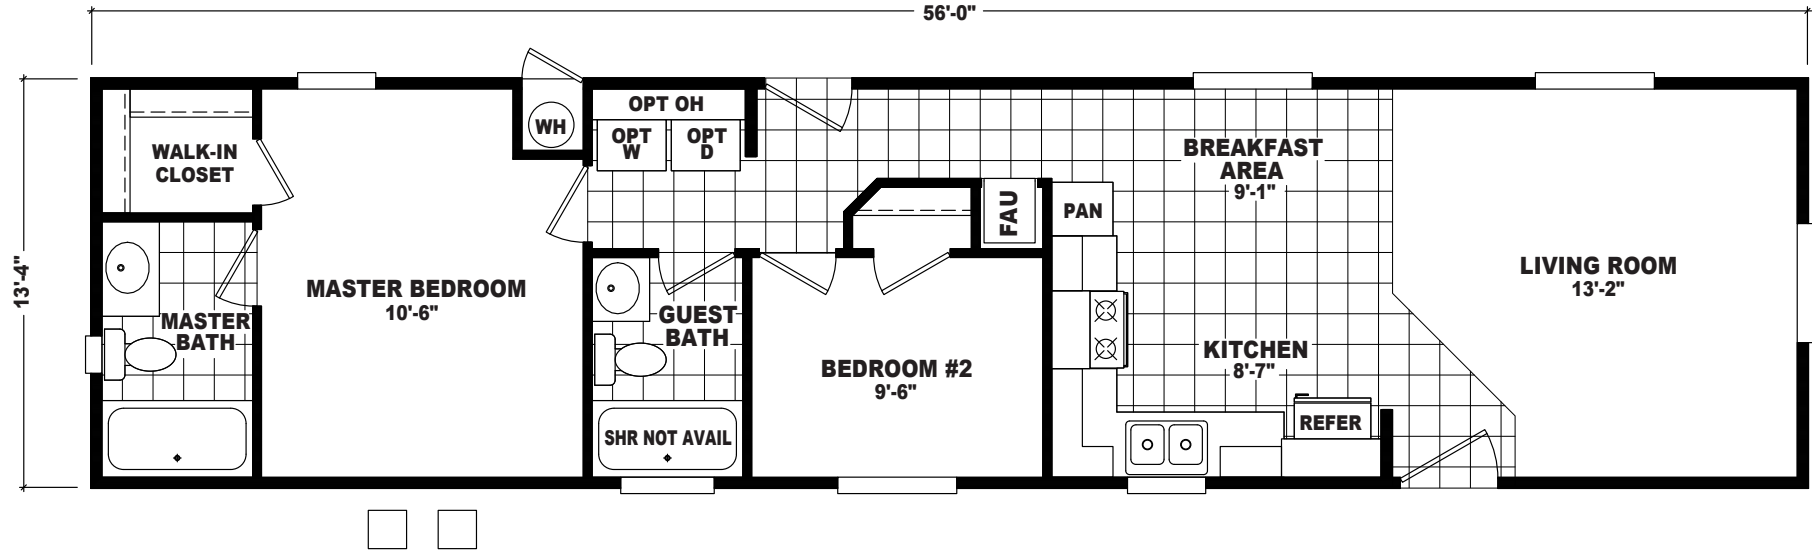 56'-0"
13'-4"
WALK-IN
CLOSET
WH
OPT OH
OPT
W
OPT
D
BREAKFAST
AREA
9'-1"
PAN
FAU
LIVING ROOM
13'-2"
MASTER BEDROOM
10'-6"
MASTER
BATH
GUEST
BATH
BEDROOM #2
9'-6"
KITCHEN
8'-7"
REFER
SHR NOT AVAIL